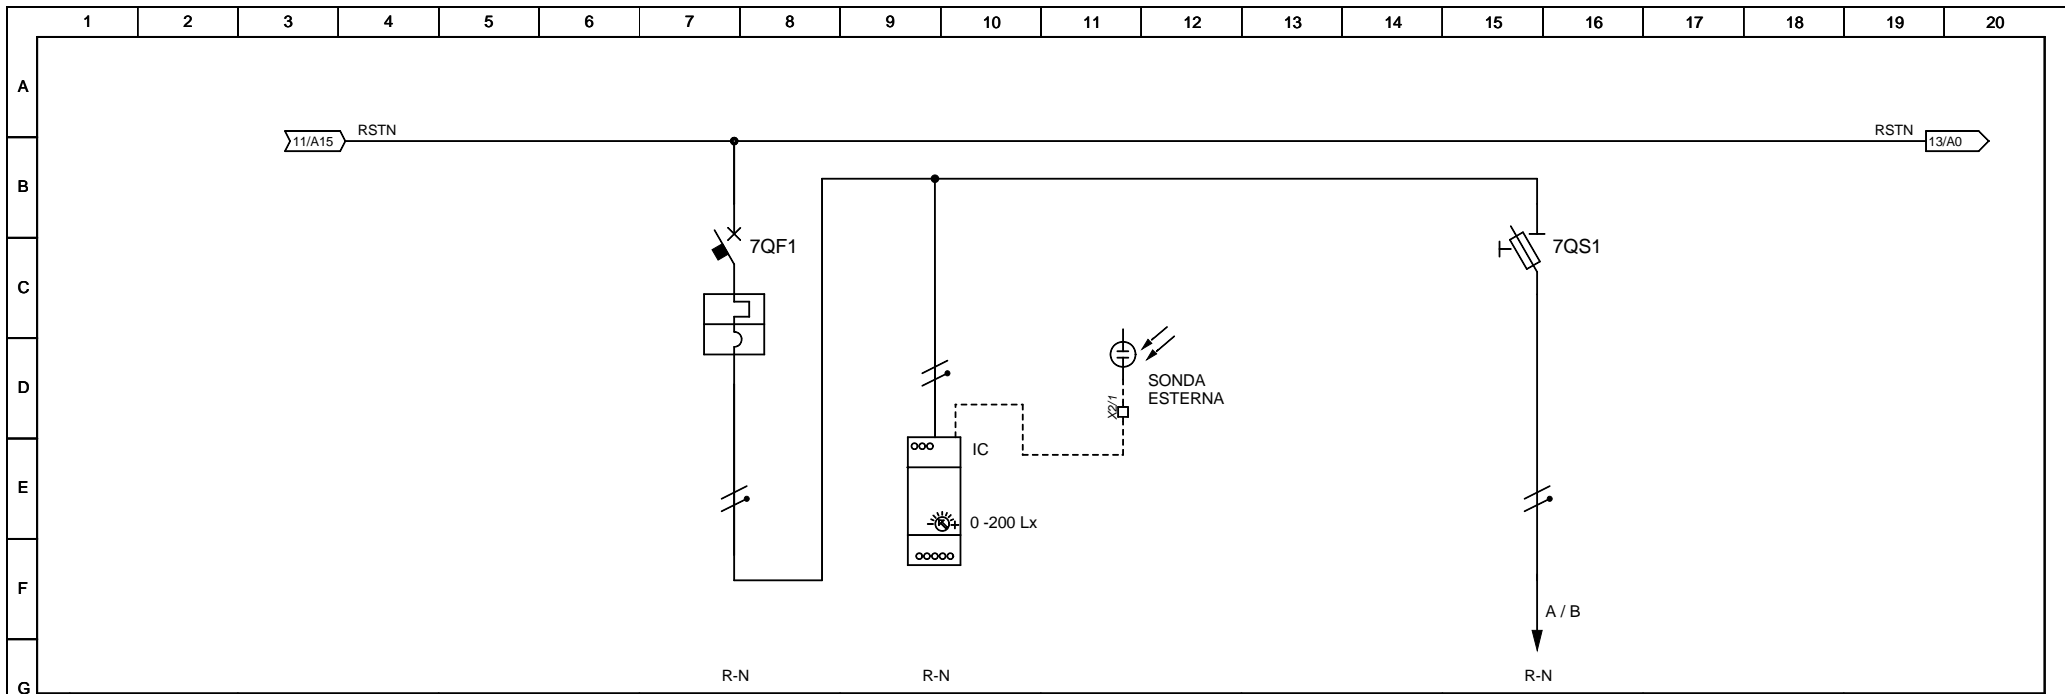 1 2 3 4 5 6 7 8 9 10 11 12 13 14 15 16 17 18 19 20
A
RSTN RSTN
11/A15 13/A0
B
7QF1 7QS1
C
D
SONDA
ESTERNA
X2/1
IC
E
- + 0 -200 Lx
F
A / B
R-N R-N R-N
G